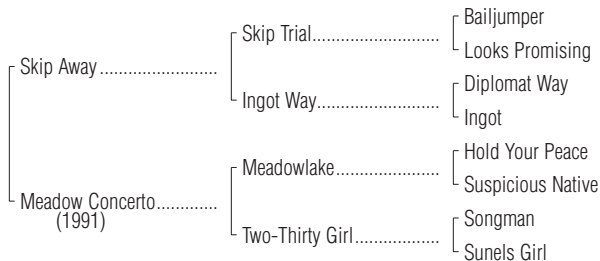 Bailjumper
Skip Trial
Looks Promising
Skip Away
Diplomat Way
Ingot Way
Ingot
Hold Your Peace
Meadowlake
Suspicious Native
Meadow Concerto
(1991)
Songman
Two-Thirty Girl
Sunels Girl